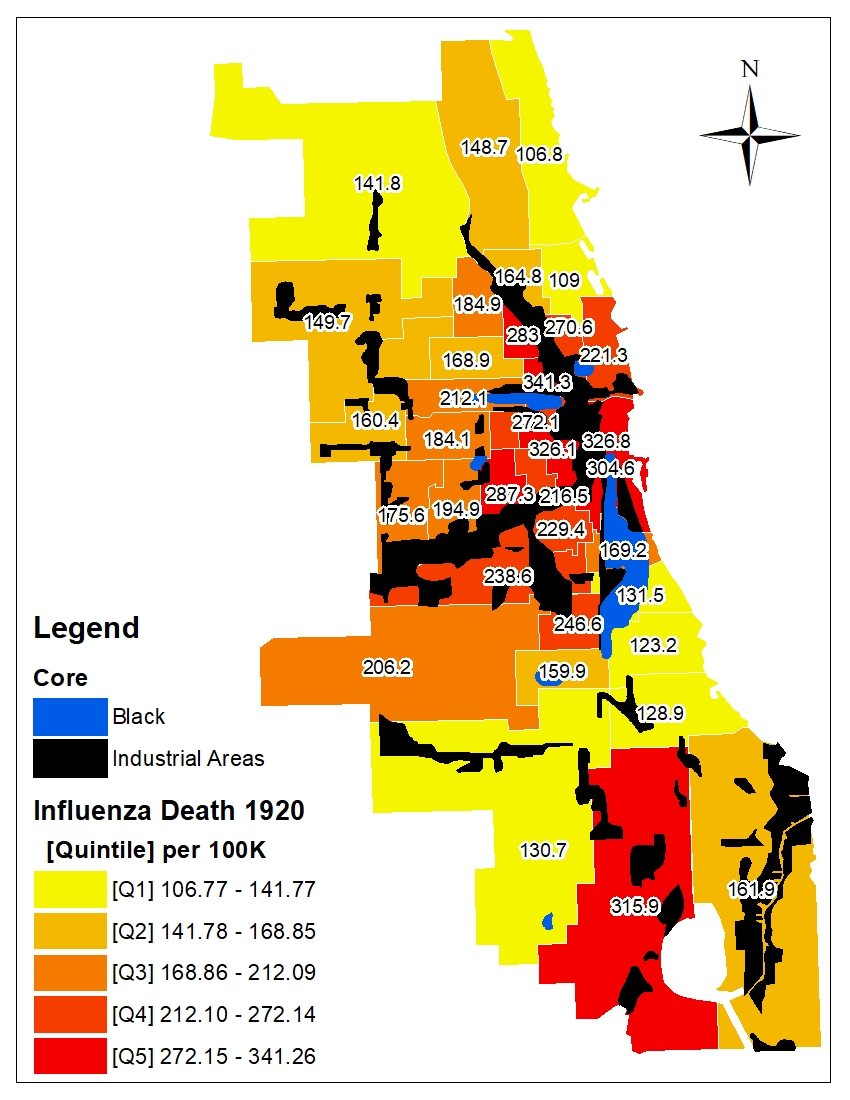 N
148.7
106.8
141.8
164.8
109
184.9
149.7
270.6
283
221.3
168.9
341.3
212.1
160.4
272.1
184.1
326.8
326.1
304.6
287.3
216.5
175.6
194.9
229.4
169.2
238.6
131.5
246.6
123.2
206.2
159.9
128.9
130.7
161.9
315.9
Legend
Core
Black
Industrial Areas
Influenza Death 1920
[Quintile] per 100K
[Q1] 106.77 - 141.77
[Q2] 141.78 - 168.85
[Q3] 168.86 - 212.09
[Q4] 212.10 - 272.14
[Q5] 272.15 - 341.26